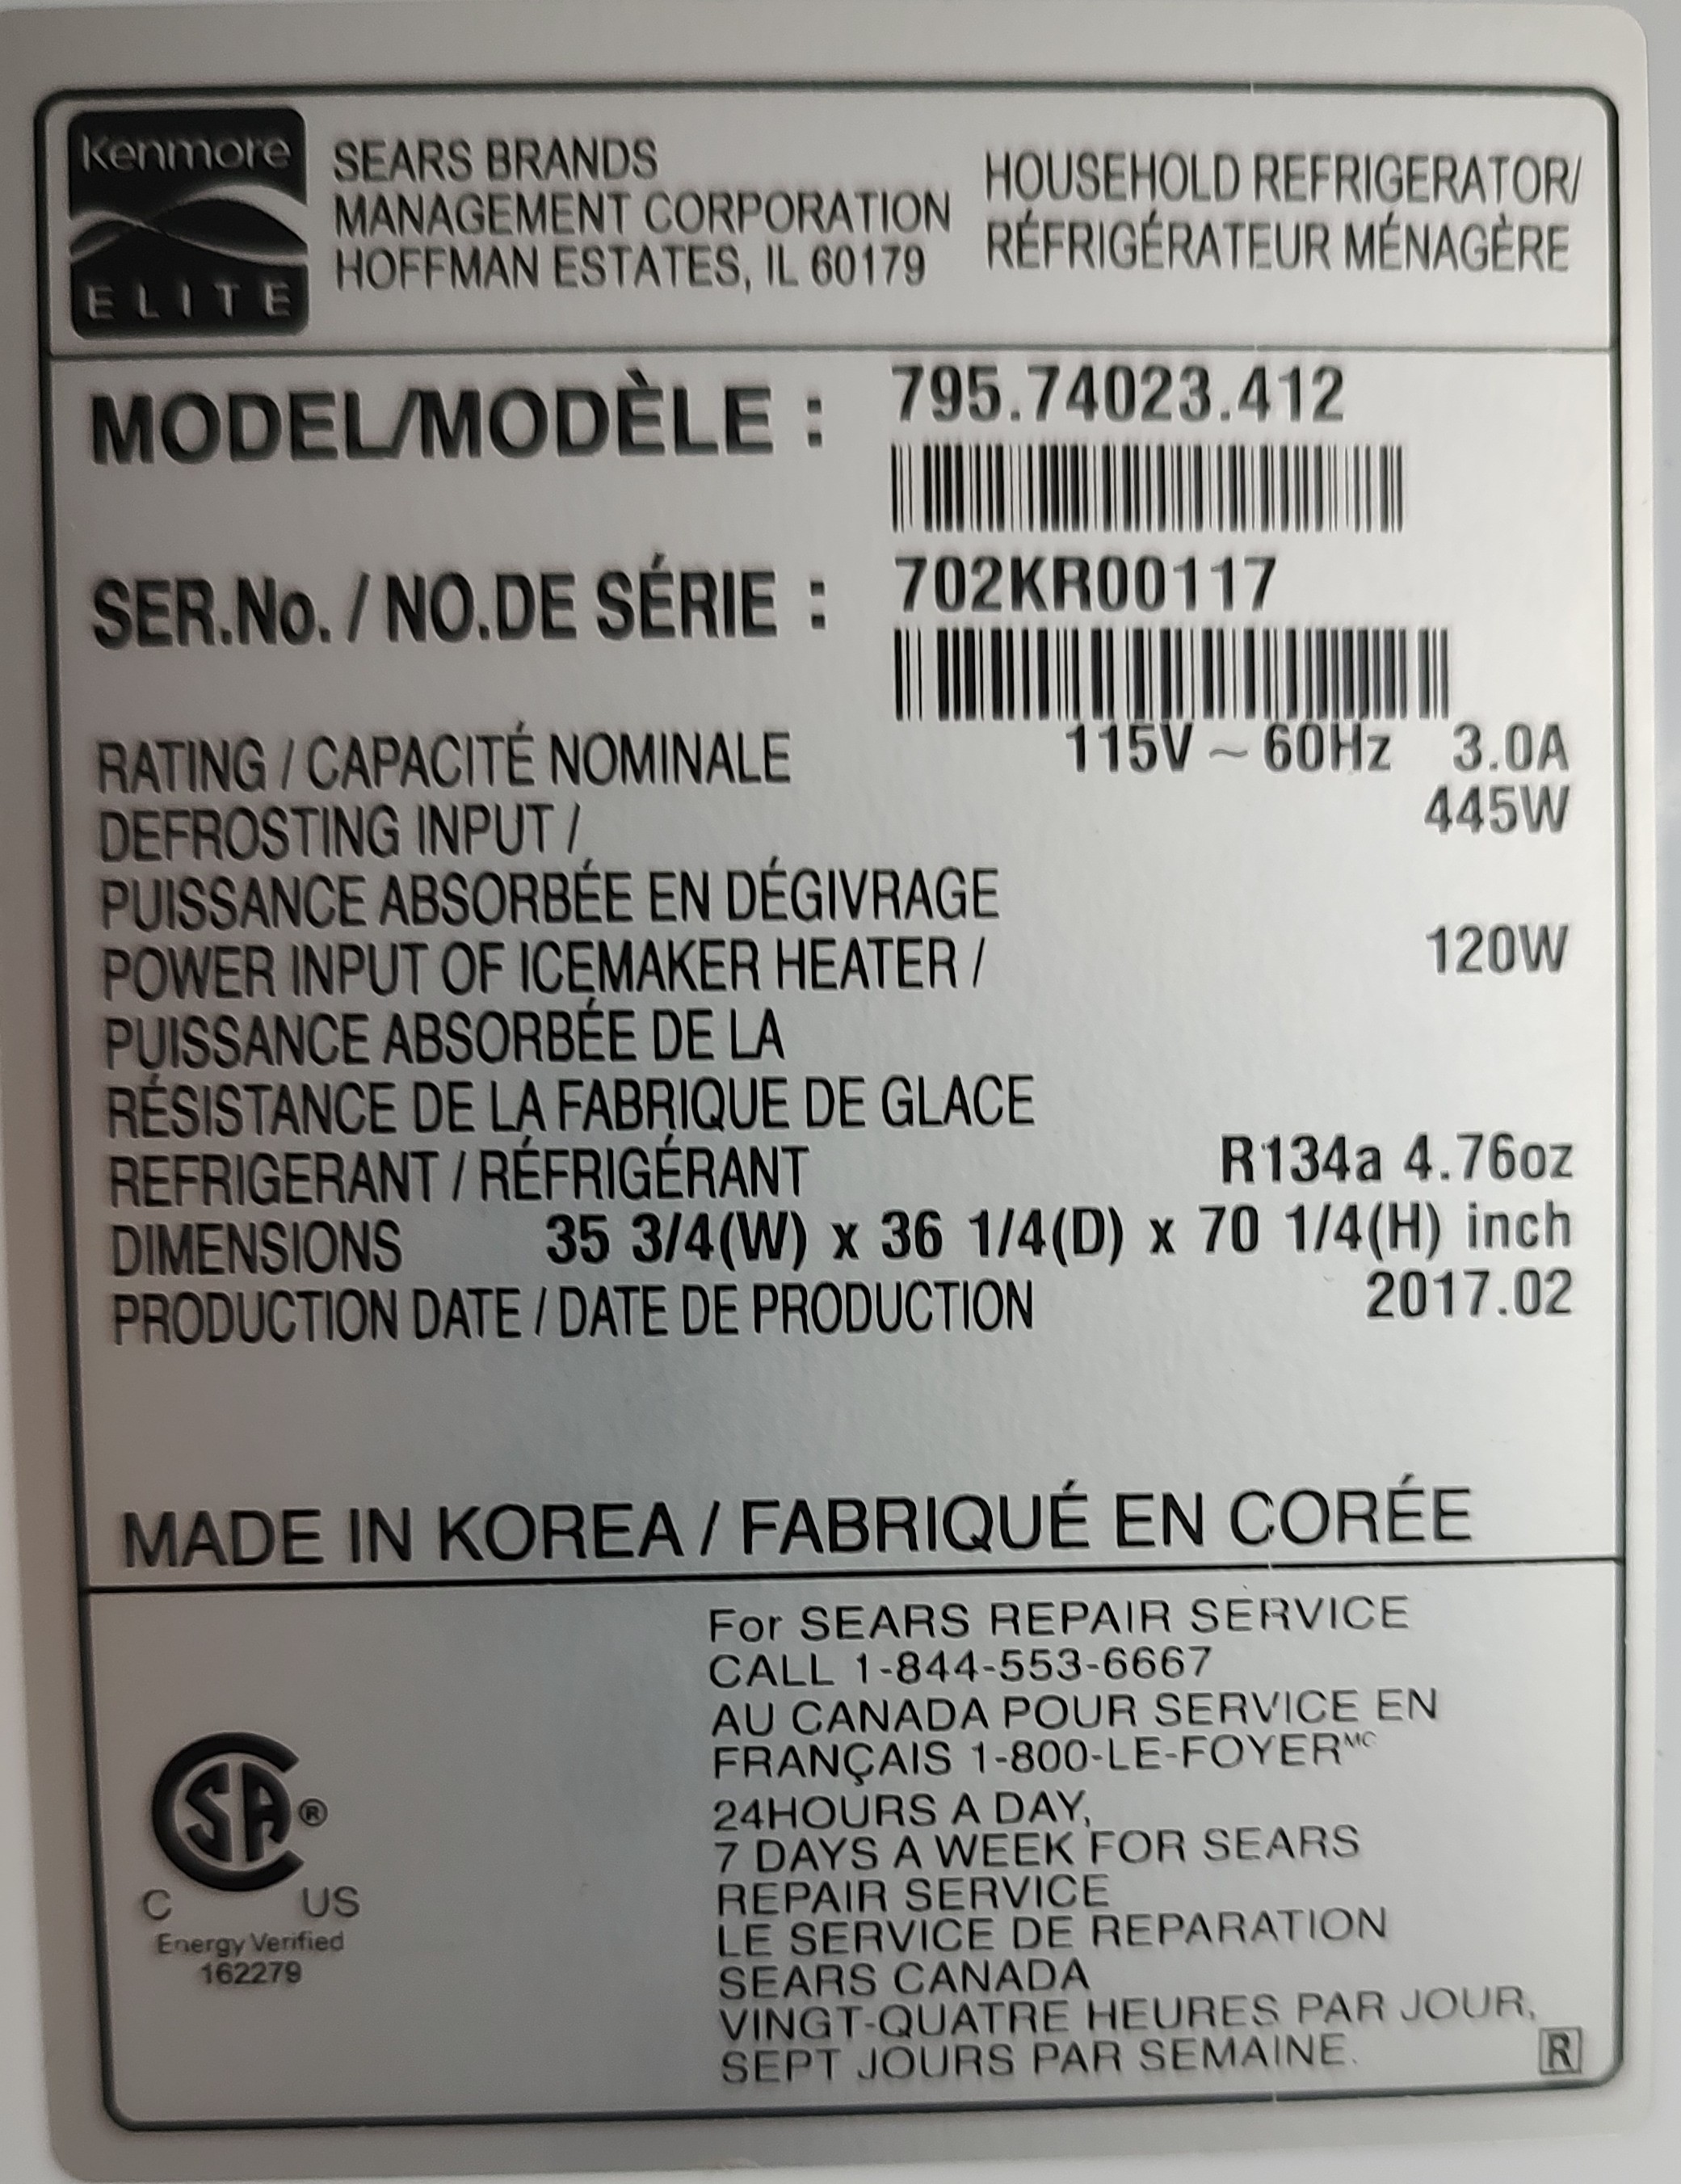 Kenmore
ELITE
SEARS BRANDS
MANAGEMENT CORPORATION
HOFFMAN ESTATES, IL 60179
HOUSEHOLD REFRIGERATOR/
RÉFRIGÉRATEUR MÉNAGÈRE
MODEL/MODÈLE : 795.74023.412
SER.No. / NO.DE SÉRIE : 702KR00117
RATING / CAPACITÉ NOMINALE 115V ~ 60Hz 3.0A
DEFROSTING INPUT / 445W
PUISSANCE ABSORBÉE EN DÉGIVRAGE
POWER INPUT OF ICEMAKER HEATER / 120W
PUISSANCE ABSORBÉE DE LA
RÉSISTANCE DE LA FABRIQUE DE GLACE
REFRIGERANT / RÉFRIGÉRANT R134a 4.76oz
DIMENSIONS 35 3/4(W) x 36 1/4(D) x 70 1/4(H) inch
PRODUCTION DATE / DATE DE PRODUCTION 2017.02
MADE IN KOREA / FABRIQUÉ EN CORÉE
For SEARS REPAIR SERVICE
CALL 1-844-553-6667
AU CANADA POUR SERVICE EN
FRANÇAIS 1-800-LE-FOYER MC
24HOURS A DAY,
7 DAYS A WEEK FOR SEARS
REPAIR SERVICE
LE SERVICE DE REPARATION
SEARS CANADA
VINGT-QUATRE HEURES PAR JOUR,
SEPT JOURS PAR SEMAINE.
R
SA ®
C US
Energy Verified
162279